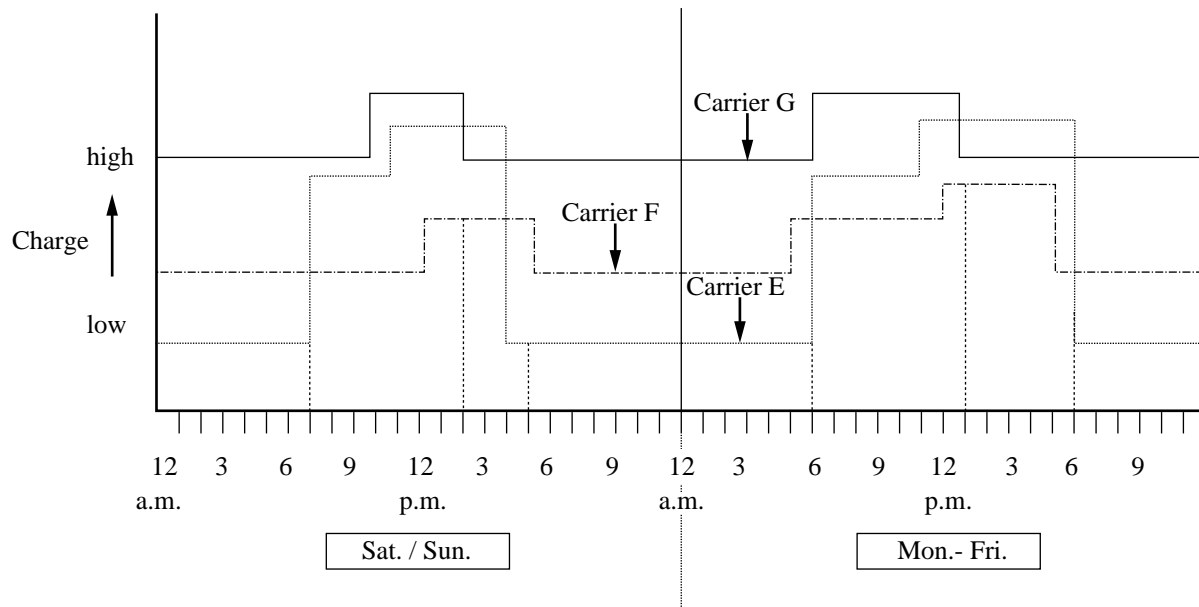 Carrier G
high
Carrier F
Charge
Carrier E
low
12 3 6 9 12 3 6 9 12 3 6 9 12 3 6 9
a.m. p.m. a.m. p.m.
Sat. / Sun. Mon.- Fri.